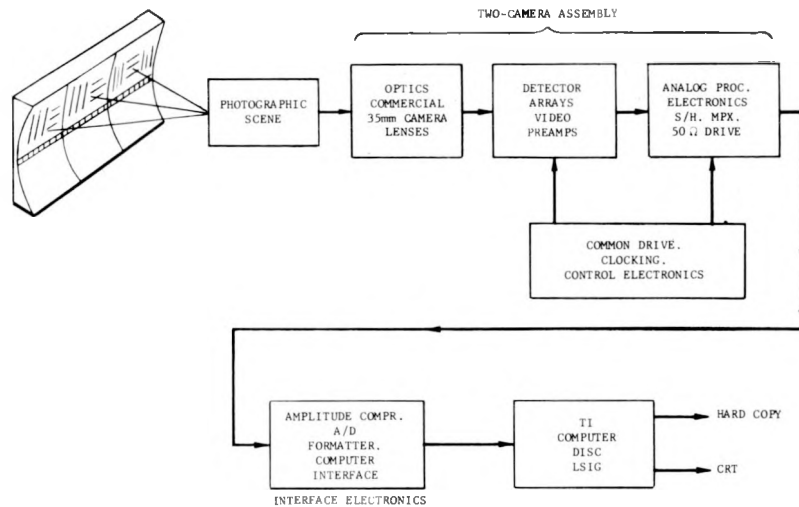 TWO-CAMERA ASSEMBLY
PHOTOGRAPHIC
SCENE
OPTICS
COMMERCIAL
35mm CAMERA
LENSES
DETECTOR
ARRAYS
VIDEO
PREAMPS
ANALOG PROC.
ELECTRONICS
S/H. MPX.
50 Ω DRIVE
COMMON DRIVE.
CLOCKING.
CONTROL ELECTRONICS
AMPLITUDE COMPR.
A/D
FORMATTER.
COMPUTER
INTERFACE
INTERFACE ELECTRONICS
TI
COMPUTER
DISC
LSIG
HARD COPY
CRT